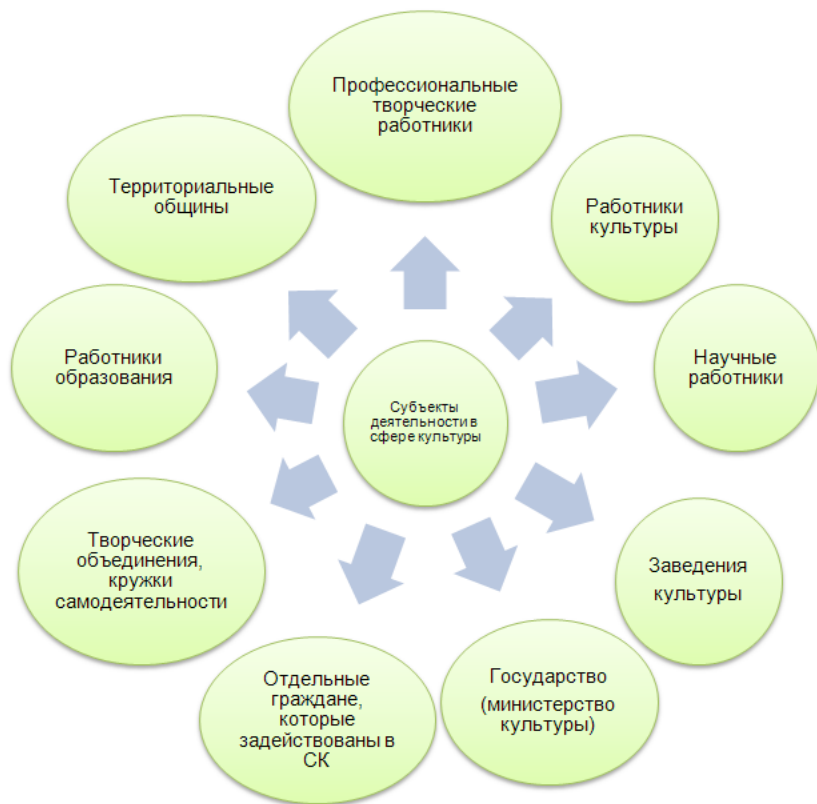 Профессиональные
творческие
работники
Территориальные
общины
Работники
культуры
Работники
образования
Научные
работники
Субъекты
деятельности в
сфере культуры
Творческие
объединения,
кружки
самодеятельности
Заведения
культуры
Отдельные
граждане,
которые
задействованы в
СК
Государство
(министерство
культуры)